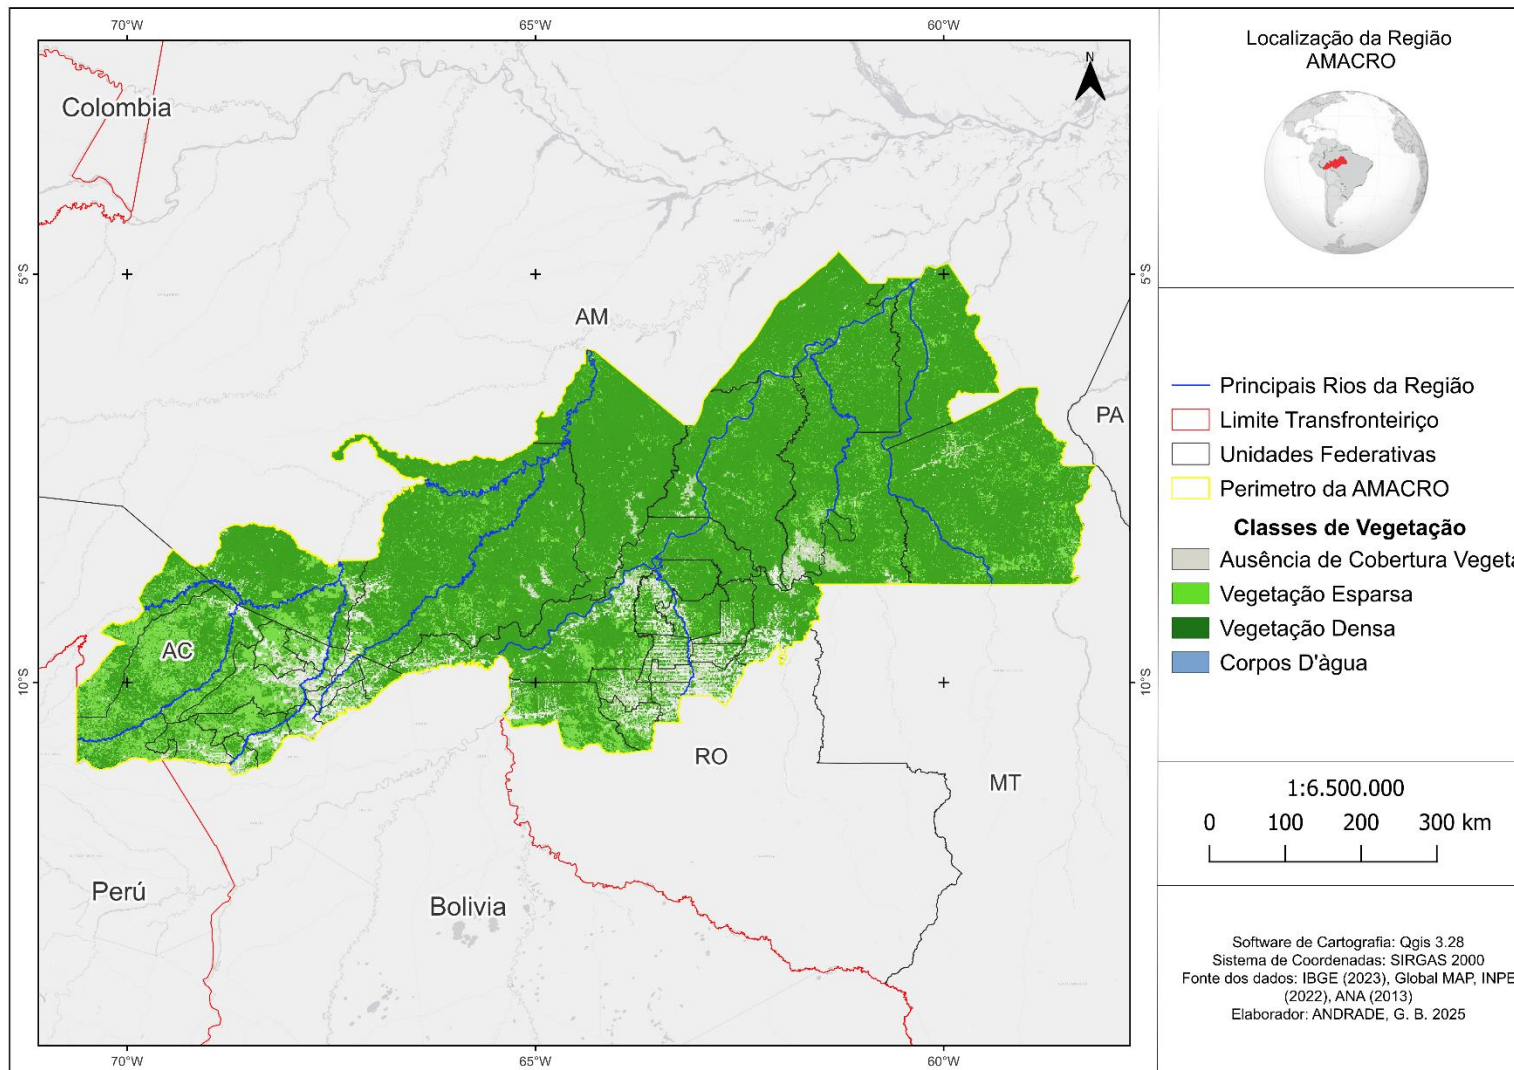 70°W
65°W
60°W
Localização da Região
AMACRO
N
Colombia
5°S
5°S
AM
PA
Principais Rios da Região
Limite Transfronteiriço
Unidades Federativas
Perimetro da AMACRO
Classes de Vegetação
Ausência de Cobertura Vegeta
Vegetação Esparsa
Vegetação Densa
Corpos D'àgua
AC
10°S
10°S
RO
MT
Perú
Bolivia
1:6.500.000
0 100 200 300 km
Software de Cartografia: Qgis 3.28
Sistema de Coordenadas: SIRGAS 2000
Fonte dos dados: IBGE (2023), Global MAP, INPE
(2022), ANA (2013)
Elaborador: ANDRADE, G. B. 2025
70°W
65°W
60°W